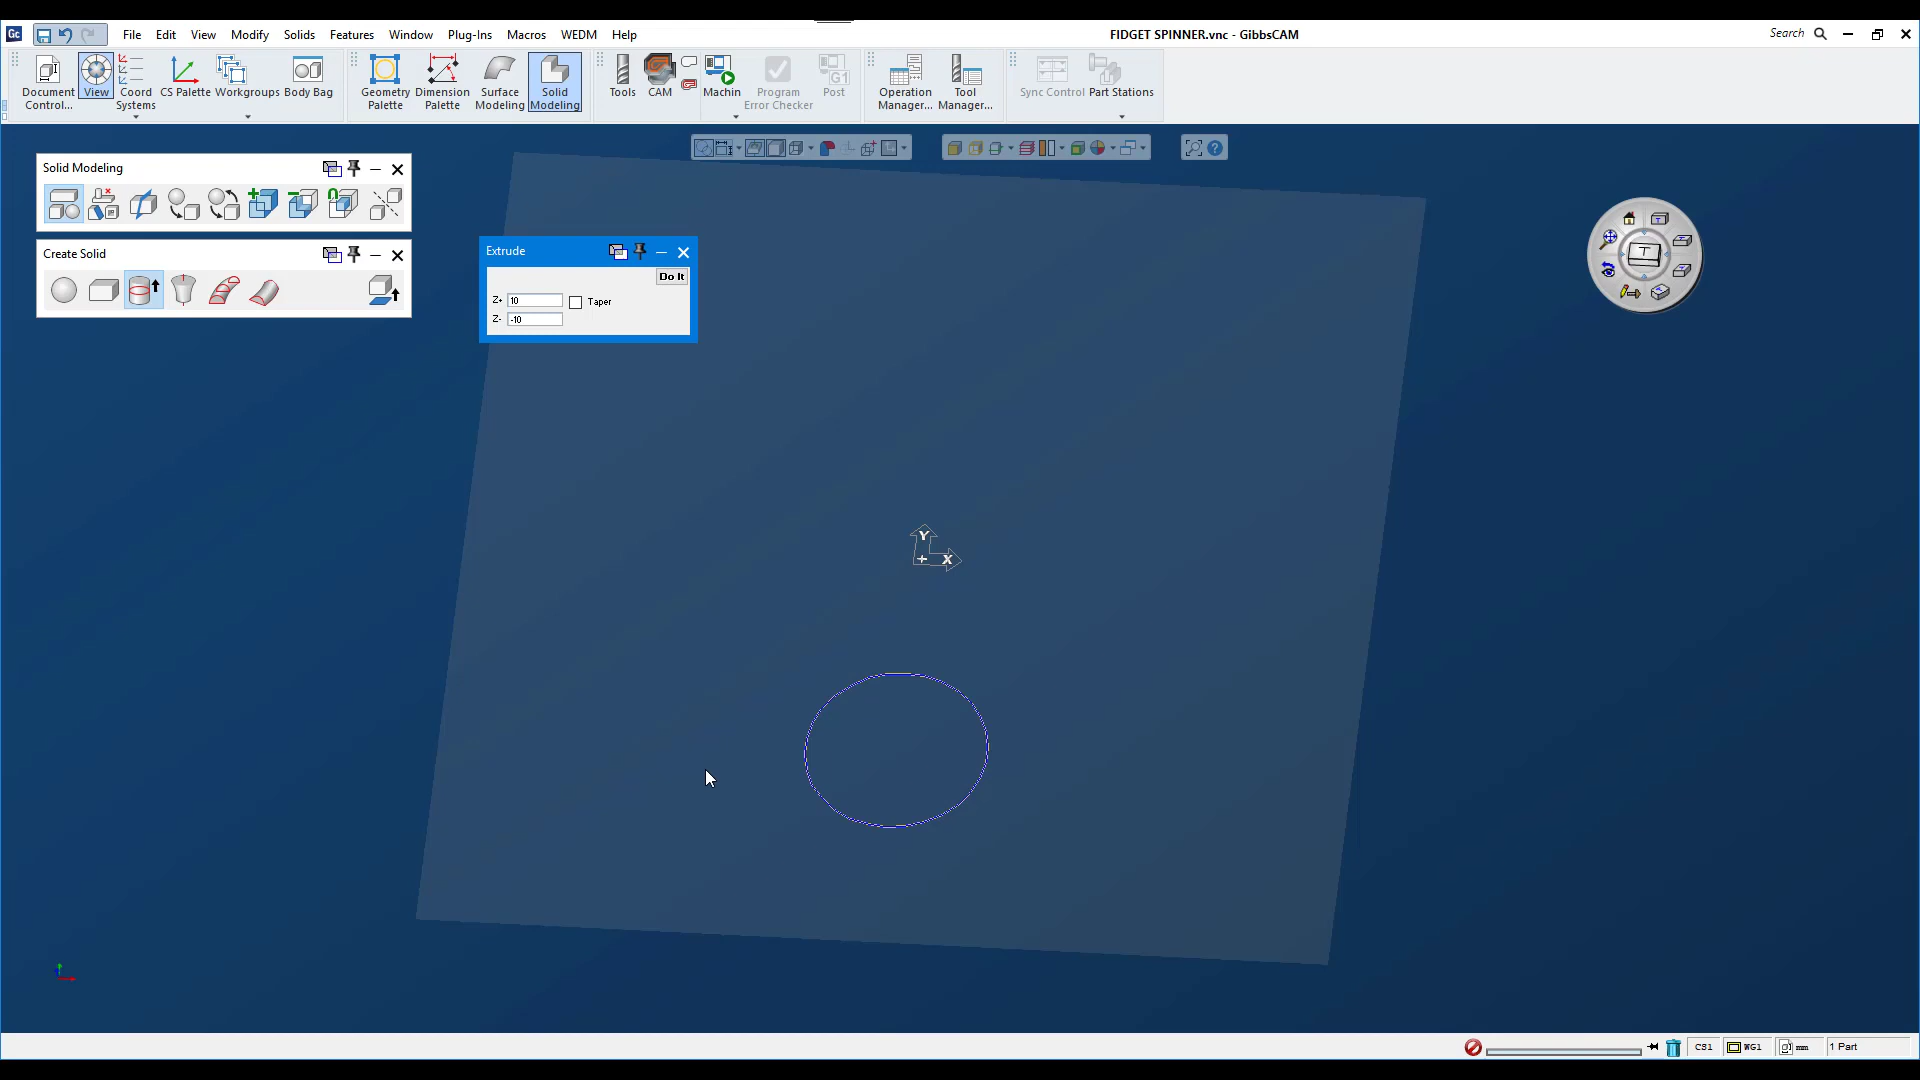 Gc File Edit View Modify Solids Features Window Plug-Ins Macros WEDM Help FIDGET SPINNER.vnc - GibbsCAM Search
Document Control...
View
Coord Systems
CS Palette
Workgroups
Body Bag
Geometry Palette
Dimension Palette
Surface Modeling
Solid Modeling
Tools
CAM
Machin
Program Error Checker
G1
Post
Operation Manager...
Tool Manager...
Sync Control
Part Stations
Solid Modeling
Create Solid
Extrude
Do It
Z+ 10 Taper
Z- -10
T
Y
X
CS1 WG1 mm 1 Part